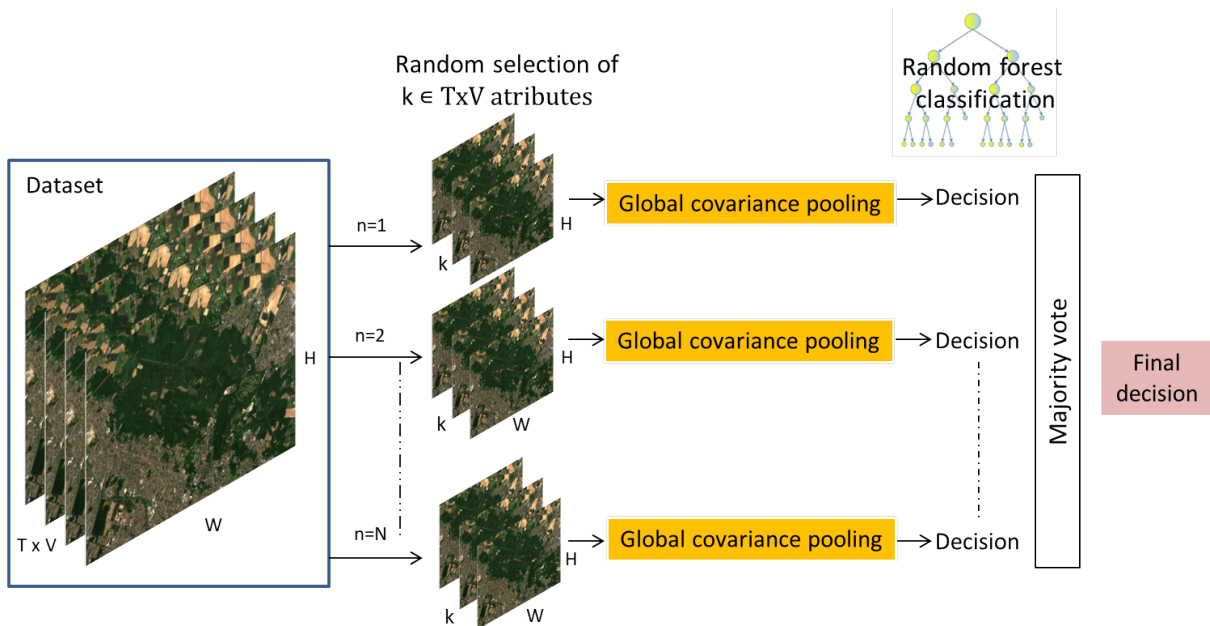 Random selection of
k ∈ TxV atributes
Random forest
classification
Dataset
H
W
T x V
n=1
n=2
n=N
H
k
H
k
W
H
k
W
Global covariance pooling
Global covariance pooling
Global covariance pooling
Decision
Decision
Decision
Majority vote
Final
decision